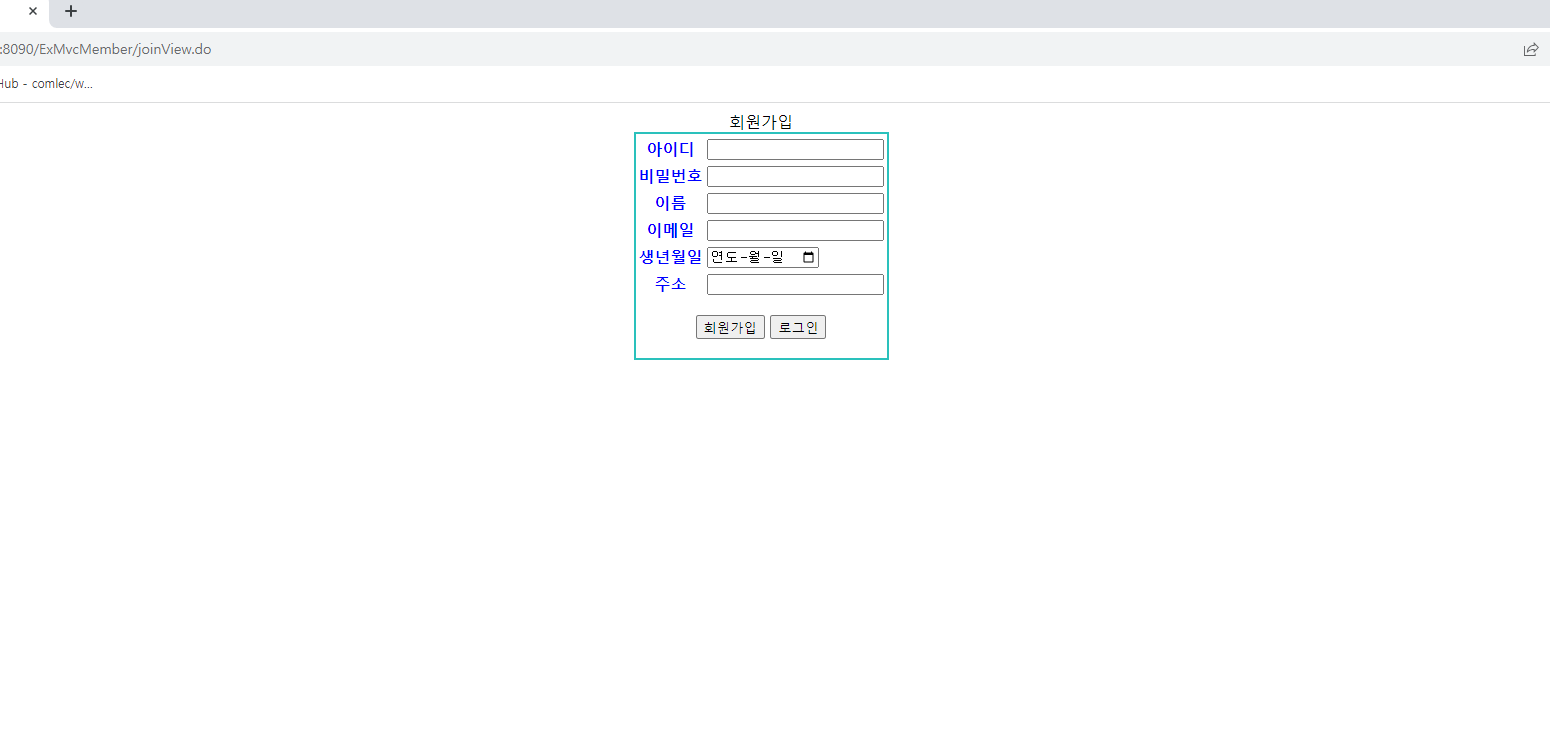 :8090/ExMvcMember/joinView.do
Hub - comlec/w...
회원가입
아이디
비밀번호
이름
이메일
생년월일 연도-월-일
주소
회원가입 로그인